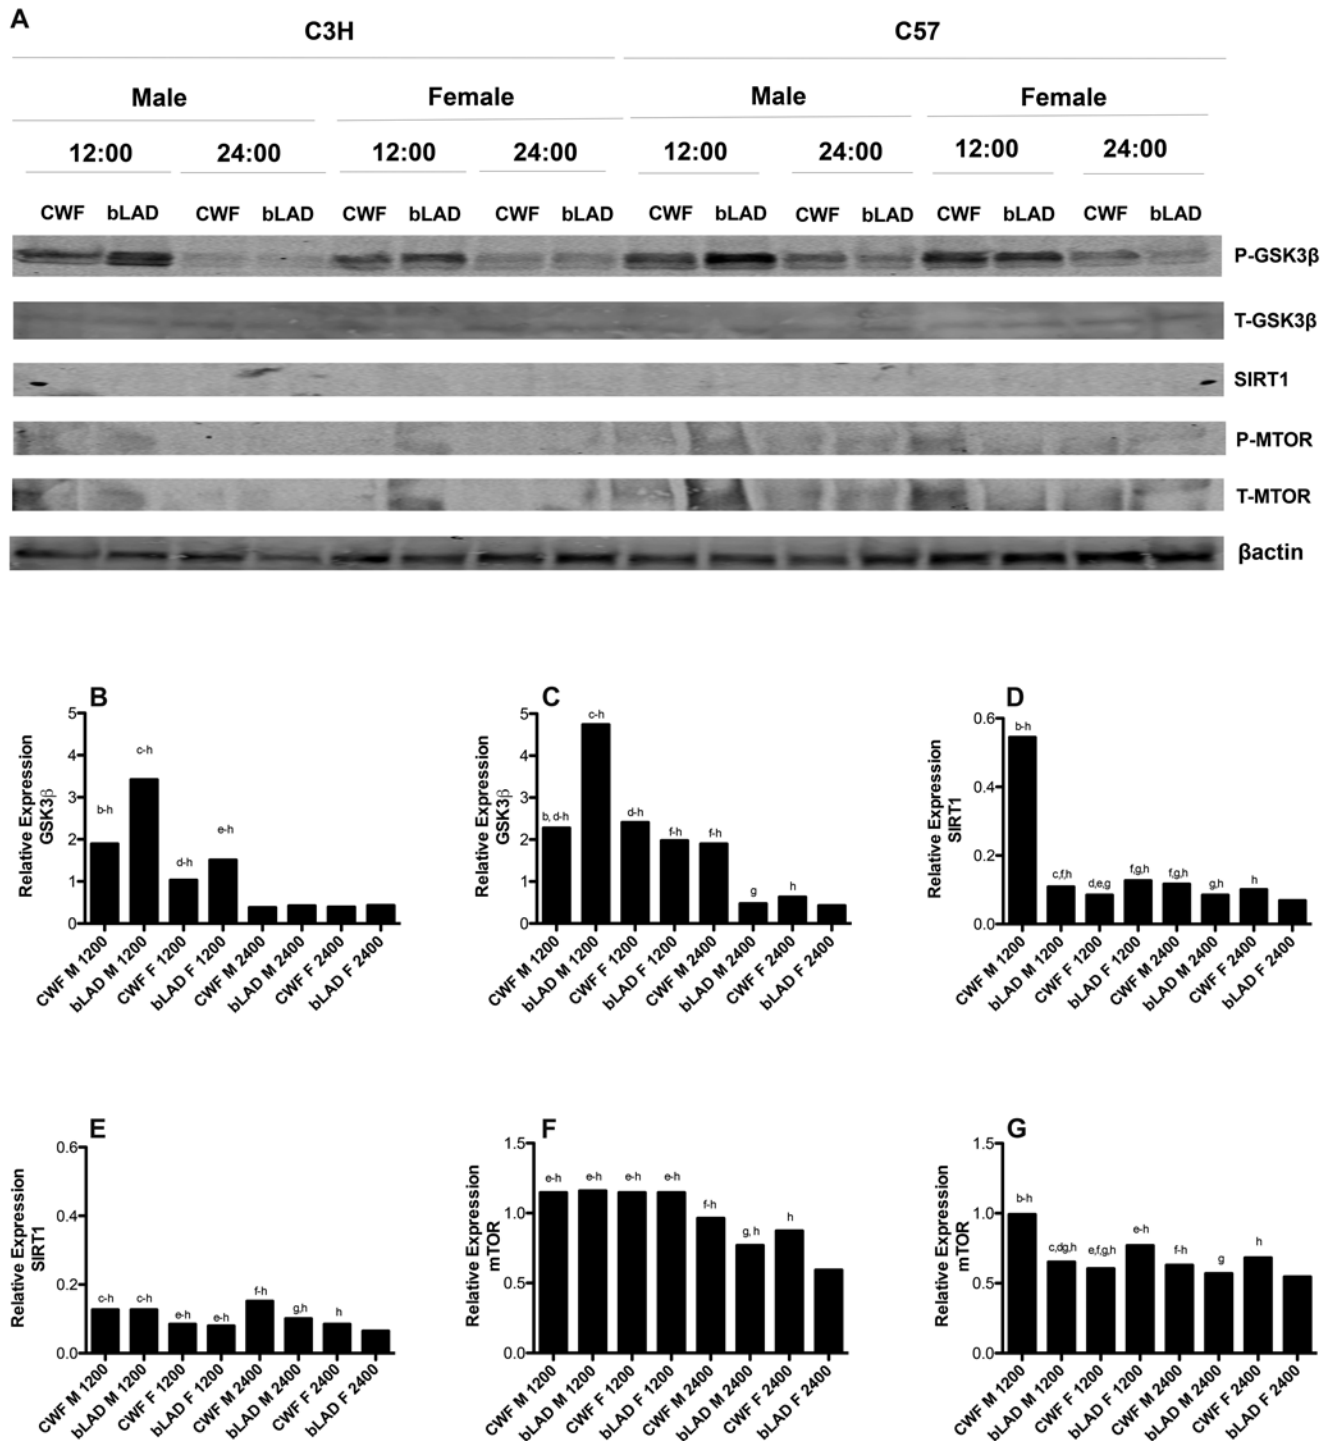 A
C3H C57
Male Female Male Female
12:00 24:00 12:00 24:00 12:00 24:00 12:00 24:00
CWF bLAD CWF bLAD CWF bLAD CWF bLAD CWF bLAD CWF bLAD CWF bLAD CWF bLAD
P-GSK3β
T-GSK3β
SIRT1
P-MTOR
T-MTOR
βactin
B
Relative Expression
GSK3β
5
4
3
2
1
0
b-h c-h d-h e-h
CWF M 1200
bLAD M 1200
CWF F 1200
bLAD F 1200
CWF M 2400
bLAD M 2400
CWF F 2400
bLAD F 2400
C
Relative Expression
GSK3β
5
4
3
2
1
0
b, d-h c-h d-h f-h f-h g h
CWF M 1200
bLAD M 1200
CWF F 1200
bLAD F 1200
CWF M 2400
bLAD M 2400
CWF F 2400
bLAD F 2400
D
Relative Expression
SIRT1
0.6
0.4
0.2
0.0
b-h c,f,h d,e,g f,g,h f,g,h g,h h
CWF M 1200
bLAD M 1200
CWF F 1200
bLAD F 1200
CWF M 2400
bLAD M 2400
CWF F 2400
bLAD F 2400
E
Relative Expression
SIRT1
0.6
0.4
0.2
0.0
c-h c-h e-h e-h f-h g,h h
CWF M 1200
bLAD M 1200
CWF F 1200
bLAD F 1200
CWF M 2400
bLAD M 2400
CWF F 2400
bLAD F 2400
F
Relative Expression
mTOR
1.5
1.0
0.5
0.0
e-h e-h e-h e-h f-h g, h h
CWF M 1200
bLAD M 1200
CWF F 1200
bLAD F 1200
CWF M 2400
bLAD M 2400
CWF F 2400
bLAD F 2400
G
Relative Expression
mTOR
1.5
1.0
0.5
0.0
b-h c,dg,h e,f,g,h e-h f-h g h
CWF M 1200
bLAD M 1200
CWF F 1200
bLAD F 1200
CWF M 2400
bLAD M 2400
CWF F 2400
bLAD F 2400